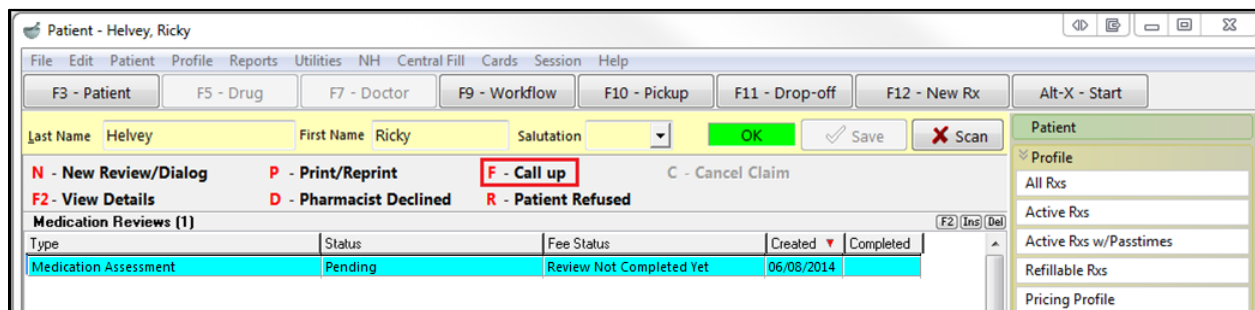 Patient - Helvey, Ricky
File Edit Patient Profile Reports Utilities NH Central Fill Cards Session Help
F3 - Patient F5 - Drug F7 - Doctor F9 - Workflow F10 - Pickup F11 - Drop-off F12 - New Rx Alt-X - Start
Last Name Helvey First Name Ricky Salutation OK Save Scan
N - New Review/Dialog P - Print/Reprint F - Call up C - Cancel Claim
F2 - View Details D - Pharmacist Declined R - Patient Refused
Medication Reviews (1) F2 Ins Del
Type Status Fee Status Created Completed
Medication Assessment Pending Review Not Completed Yet 06/08/2014
Patient
Profile
All Rxs
Active Rxs
Active Rxs w/Passtimes
Refillable Rxs
Pricing Profile